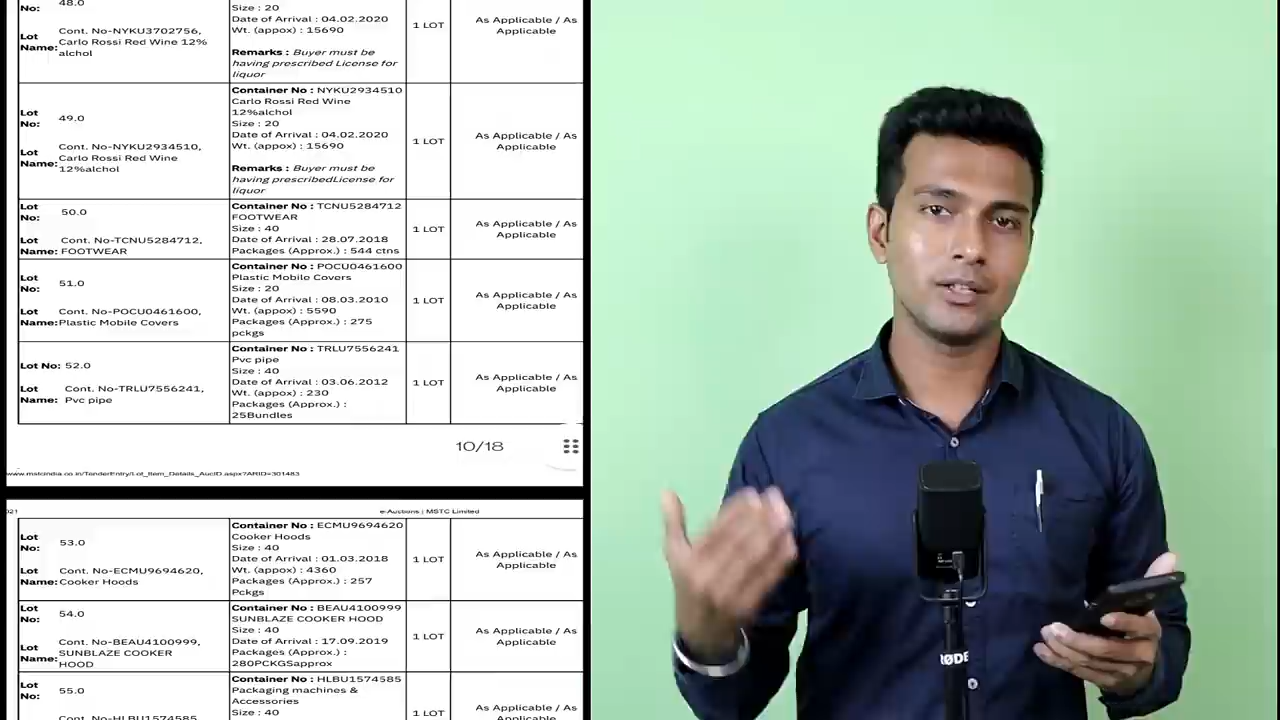 No: 48.0
Lot Name: Cont. No-NYKU3702756, Carlo Rossi Red Wine 12% alchol
Size : 20
Date of Arrival : 04.02.2020
Wt. (appox) : 15690
Remarks : Buyer must be
having prescribed License for
liquor
1 LOT
As Applicable / As
Applicable
Lot No: 49.0
Lot Name: Cont. No-NYKU2934510, Carlo Rossi Red Wine 12%alchol
Container No : NYKU2934510
Carlo Rossi Red Wine
12%alchol
Size : 20
Date of Arrival : 04.02.2020
Wt. (appox) : 15690
Remarks : Buyer must be
having prescribedLicense for
liquor
1 LOT
As Applicable / As
Applicable
Lot No: 50.0
Lot Name: Cont. No-TCNU5284712, FOOTWEAR
Container No : TCNU5284712
FOOTWEAR
Size : 40
Date of Arrival : 28.07.2018
Packages (Approx.) : 544 ctns
1 LOT
As Applicable / As
Applicable
Lot No: 51.0
Lot Name: Cont. No-POCU0461600, Plastic Mobile Covers
Container No : POCU0461600
Plastic Mobile Covers
Size : 20
Date of Arrival : 08.03.2010
Wt. (appox) : 5590
Packages (Approx.) : 275
pckgs
1 LOT
As Applicable / As
Applicable
Lot No: 52.0
Lot Name: Cont. No-TRLU7556241, Pvc pipe
Container No : TRLU7556241
Pvc pipe
Size : 40
Date of Arrival : 03.06.2012
Wt. (appox) : 230
Packages (Approx.) :
25Bundles
1 LOT
As Applicable / As
Applicable
10/18
www.mstcindia.co.in/TenderEntry/Lot_Item_Details_AucID.aspx?ARID=301483
021
e-Auctions | MSTC Limited
Lot No: 53.0
Lot Name: Cont. No-ECMU9694620, Cooker Hoods
Container No : ECMU9694620
Cooker Hoods
Size : 40
Date of Arrival : 01.03.2018
Wt. (appox) : 4360
Packages (Approx.) : 257
Pckgs
1 LOT
As Applicable / As
Applicable
Lot No: 54.0
Lot Name: Cont. No-BEAU4100999, SUNBLAZE COOKER HOOD
Container No : BEAU4100999
SUNBLAZE COOKER HOOD
Size : 40
Date of Arrival : 17.09.2019
Packages (Approx.) :
280PCKGSapprox
1 LOT
As Applicable / As
Applicable
Lot No: 55.0
Cont. No-HLBU1574585
Container No : HLBU1574585
Packaging machines &
Accessories
Size : 40
1 LOT
As Applicable / As
Applicable
RØDE